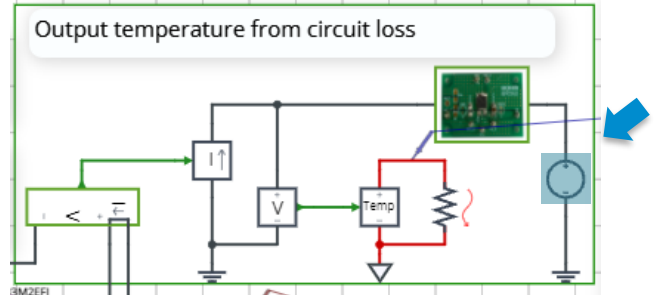 Output temperature from circuit loss
I↑
V
Temp